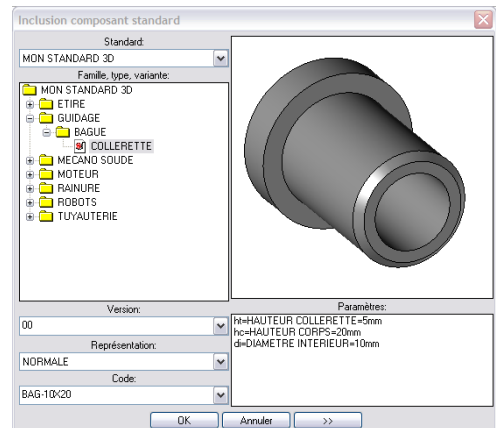 Inclusion composant standard
Standard:
MON STANDARD 3D
Famille, type, variante:
MON STANDARD 3D
ETIRE
GUIDAGE
BAGUE
COLLERETTE
MECANO SOUDE
MOTEUR
RAINURE
ROBOTS
TUYAUTERIE
Version:
00
Représentation:
NORMALE
Code:
BAG-10X20
Paramètres:
ht=HAUTEUR COLLERETTE=5mm
hc=HAUTEUR CORPS=20mm
di=DIAMETRE INTERIEUR=10mm
OK
Annuler
>>